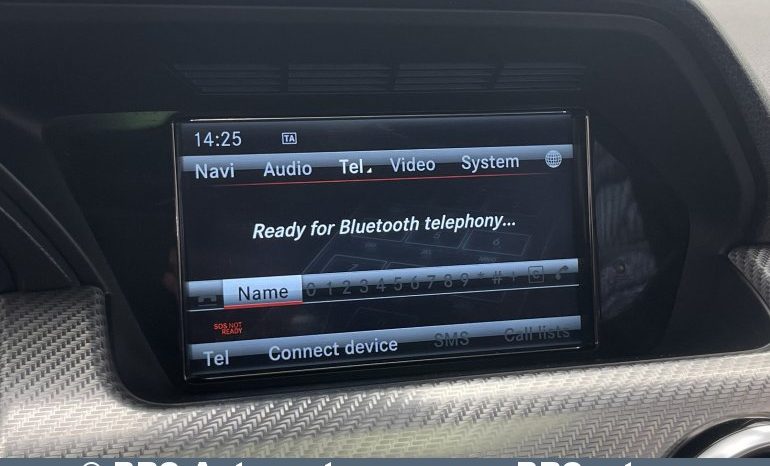 14:25 TA
Navi Audio Tel Video System
Ready for Bluetooth telephony...
Name 0 1 2 3 4 5 6 7 8 9 * # +
SOS NOT
READY
Tel Connect device SMS Call lists